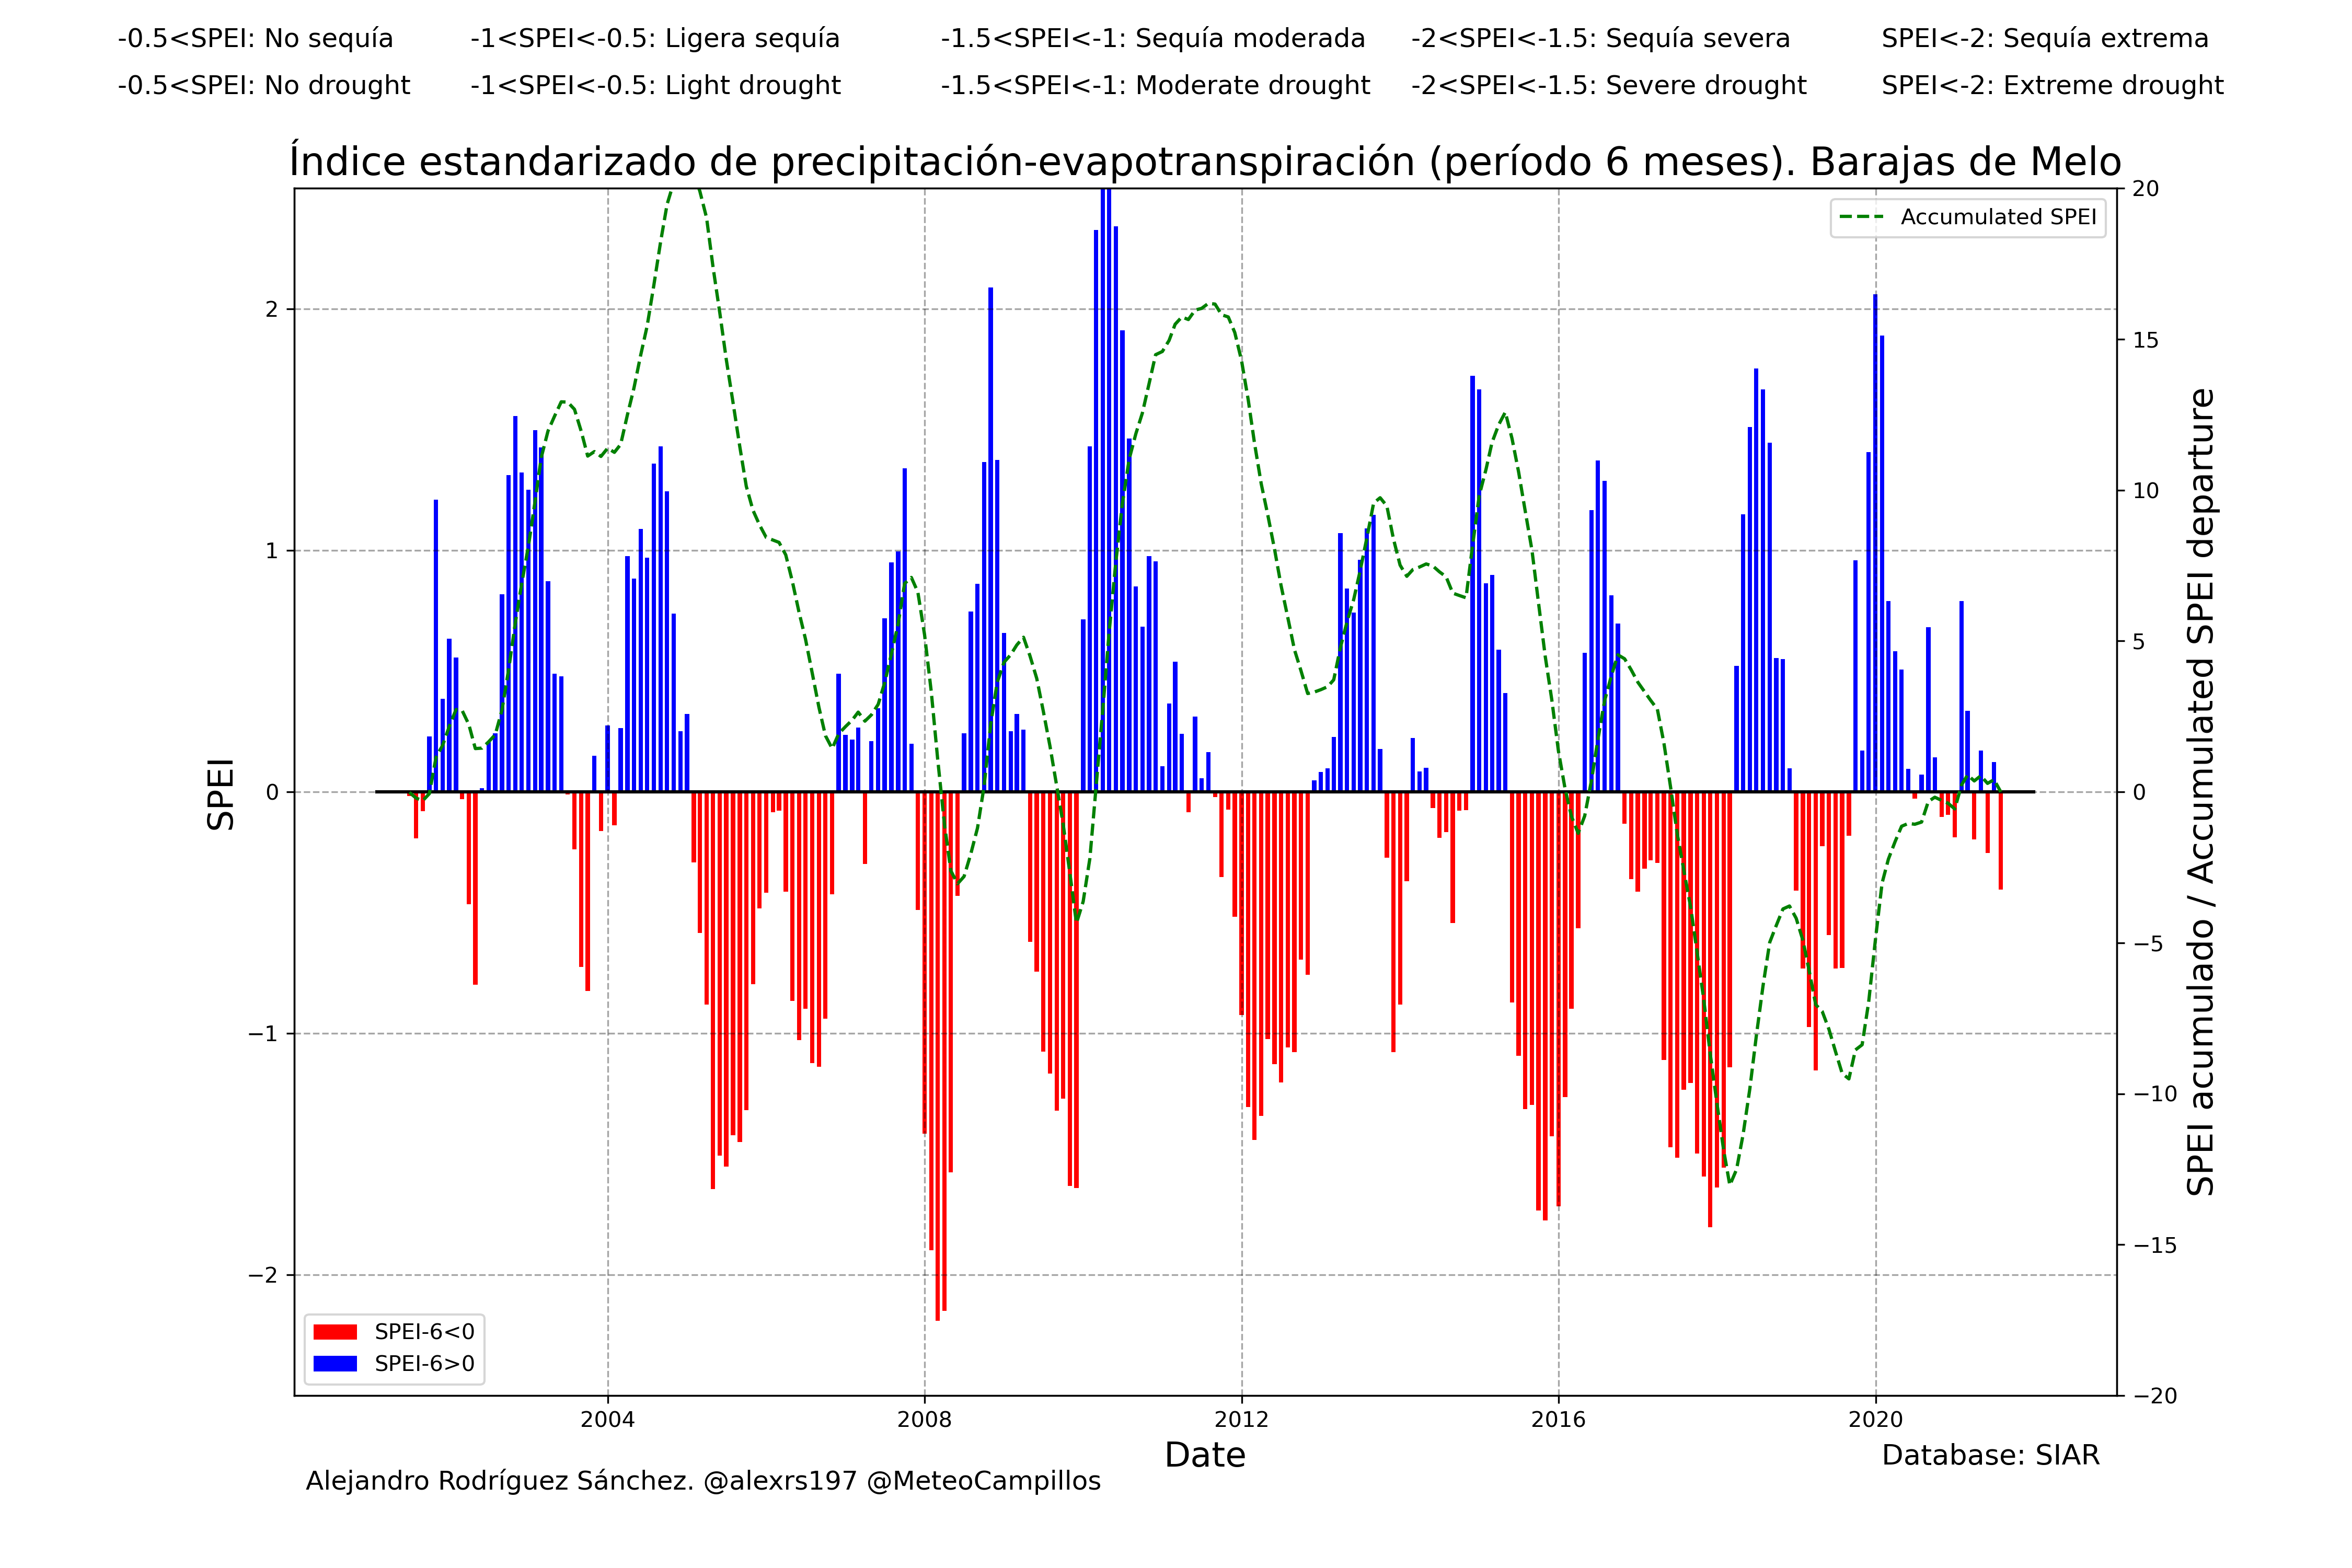 -0.5<SPEI: No sequía -1<SPEI<-0.5: Ligera sequía -1.5<SPEI<-1: Sequía moderada -2<SPEI<-1.5: Sequía severa SPEI<-2: Sequía extrema
-0.5<SPEI: No drought -1<SPEI<-0.5: Light drought -1.5<SPEI<-1: Moderate drought -2<SPEI<-1.5: Severe drought SPEI<-2: Extreme drought
Índice estandarizado de precipitación-evapotranspiración (período 6 meses). Barajas de Melo
Accumulated SPEI
SPEI
2
1
0
−1
−2
20
15
10
5
0
−5
−10
−15
−20
SPEI acumulado / Accumulated SPEI departure
SPEI-6<0
SPEI-6>0
2004 2008 2012 2016 2020
Date
Database: SIAR
Alejandro Rodríguez Sánchez. @alexrs197 @MeteoCampillos